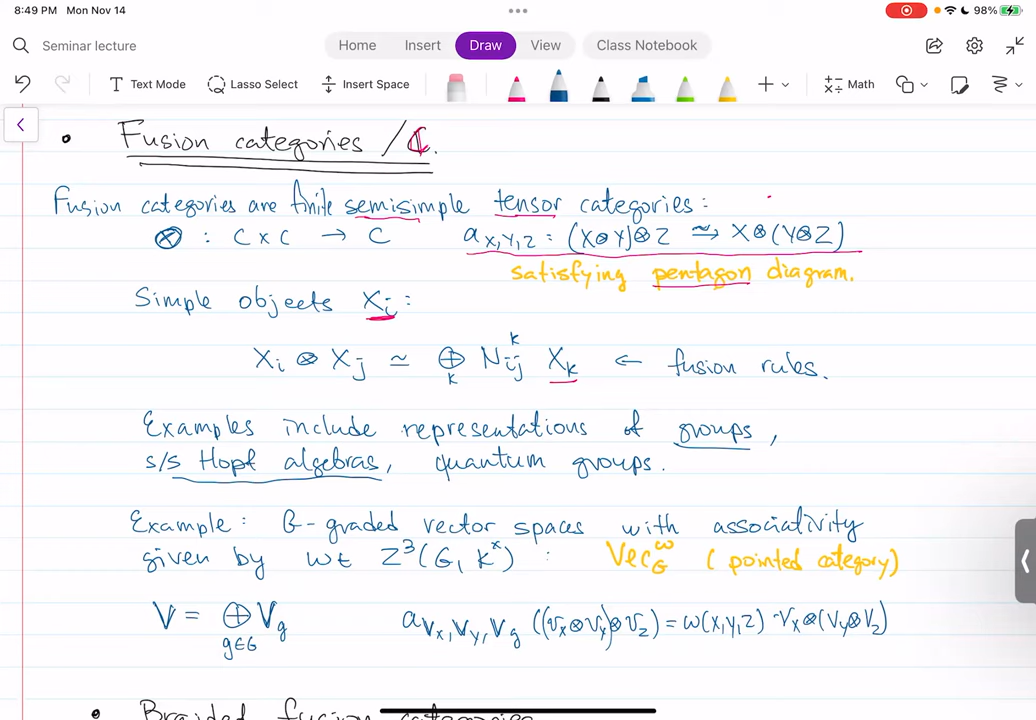 8:49 PM Mon Nov 14
98%
Seminar lecture
Home Insert Draw View Class Notebook
Text Mode Lasso Select Insert Space Math
• Fusion categories /ℂ.
Fusion categories are finite semisimple tensor categories:
⊗ : C × C → C a_{X,Y,Z} : (X⊗Y)⊗Z ≃→ X⊗(Y⊗Z)
satisfying pentagon diagram.
Simple objects X_i :
X_i ⊗ X_j ≃ ⊕_k N_{ij}^k X_k ← fusion rules.
Examples include representations of groups,
s/s Hopf algebras, quantum groups.
Example: G-graded vector spaces with associativity
given by ω ∈ Z³(G, K^×) : Vec_G^ω (pointed category)
V = ⊕_{g∈G} V_g a_{V_x, V_y, V_g} ((v_x⊗v_y)⊗v_z) = ω(x,y,z) · v_x⊗(v_y⊗v_z)
• Braided fusion categories